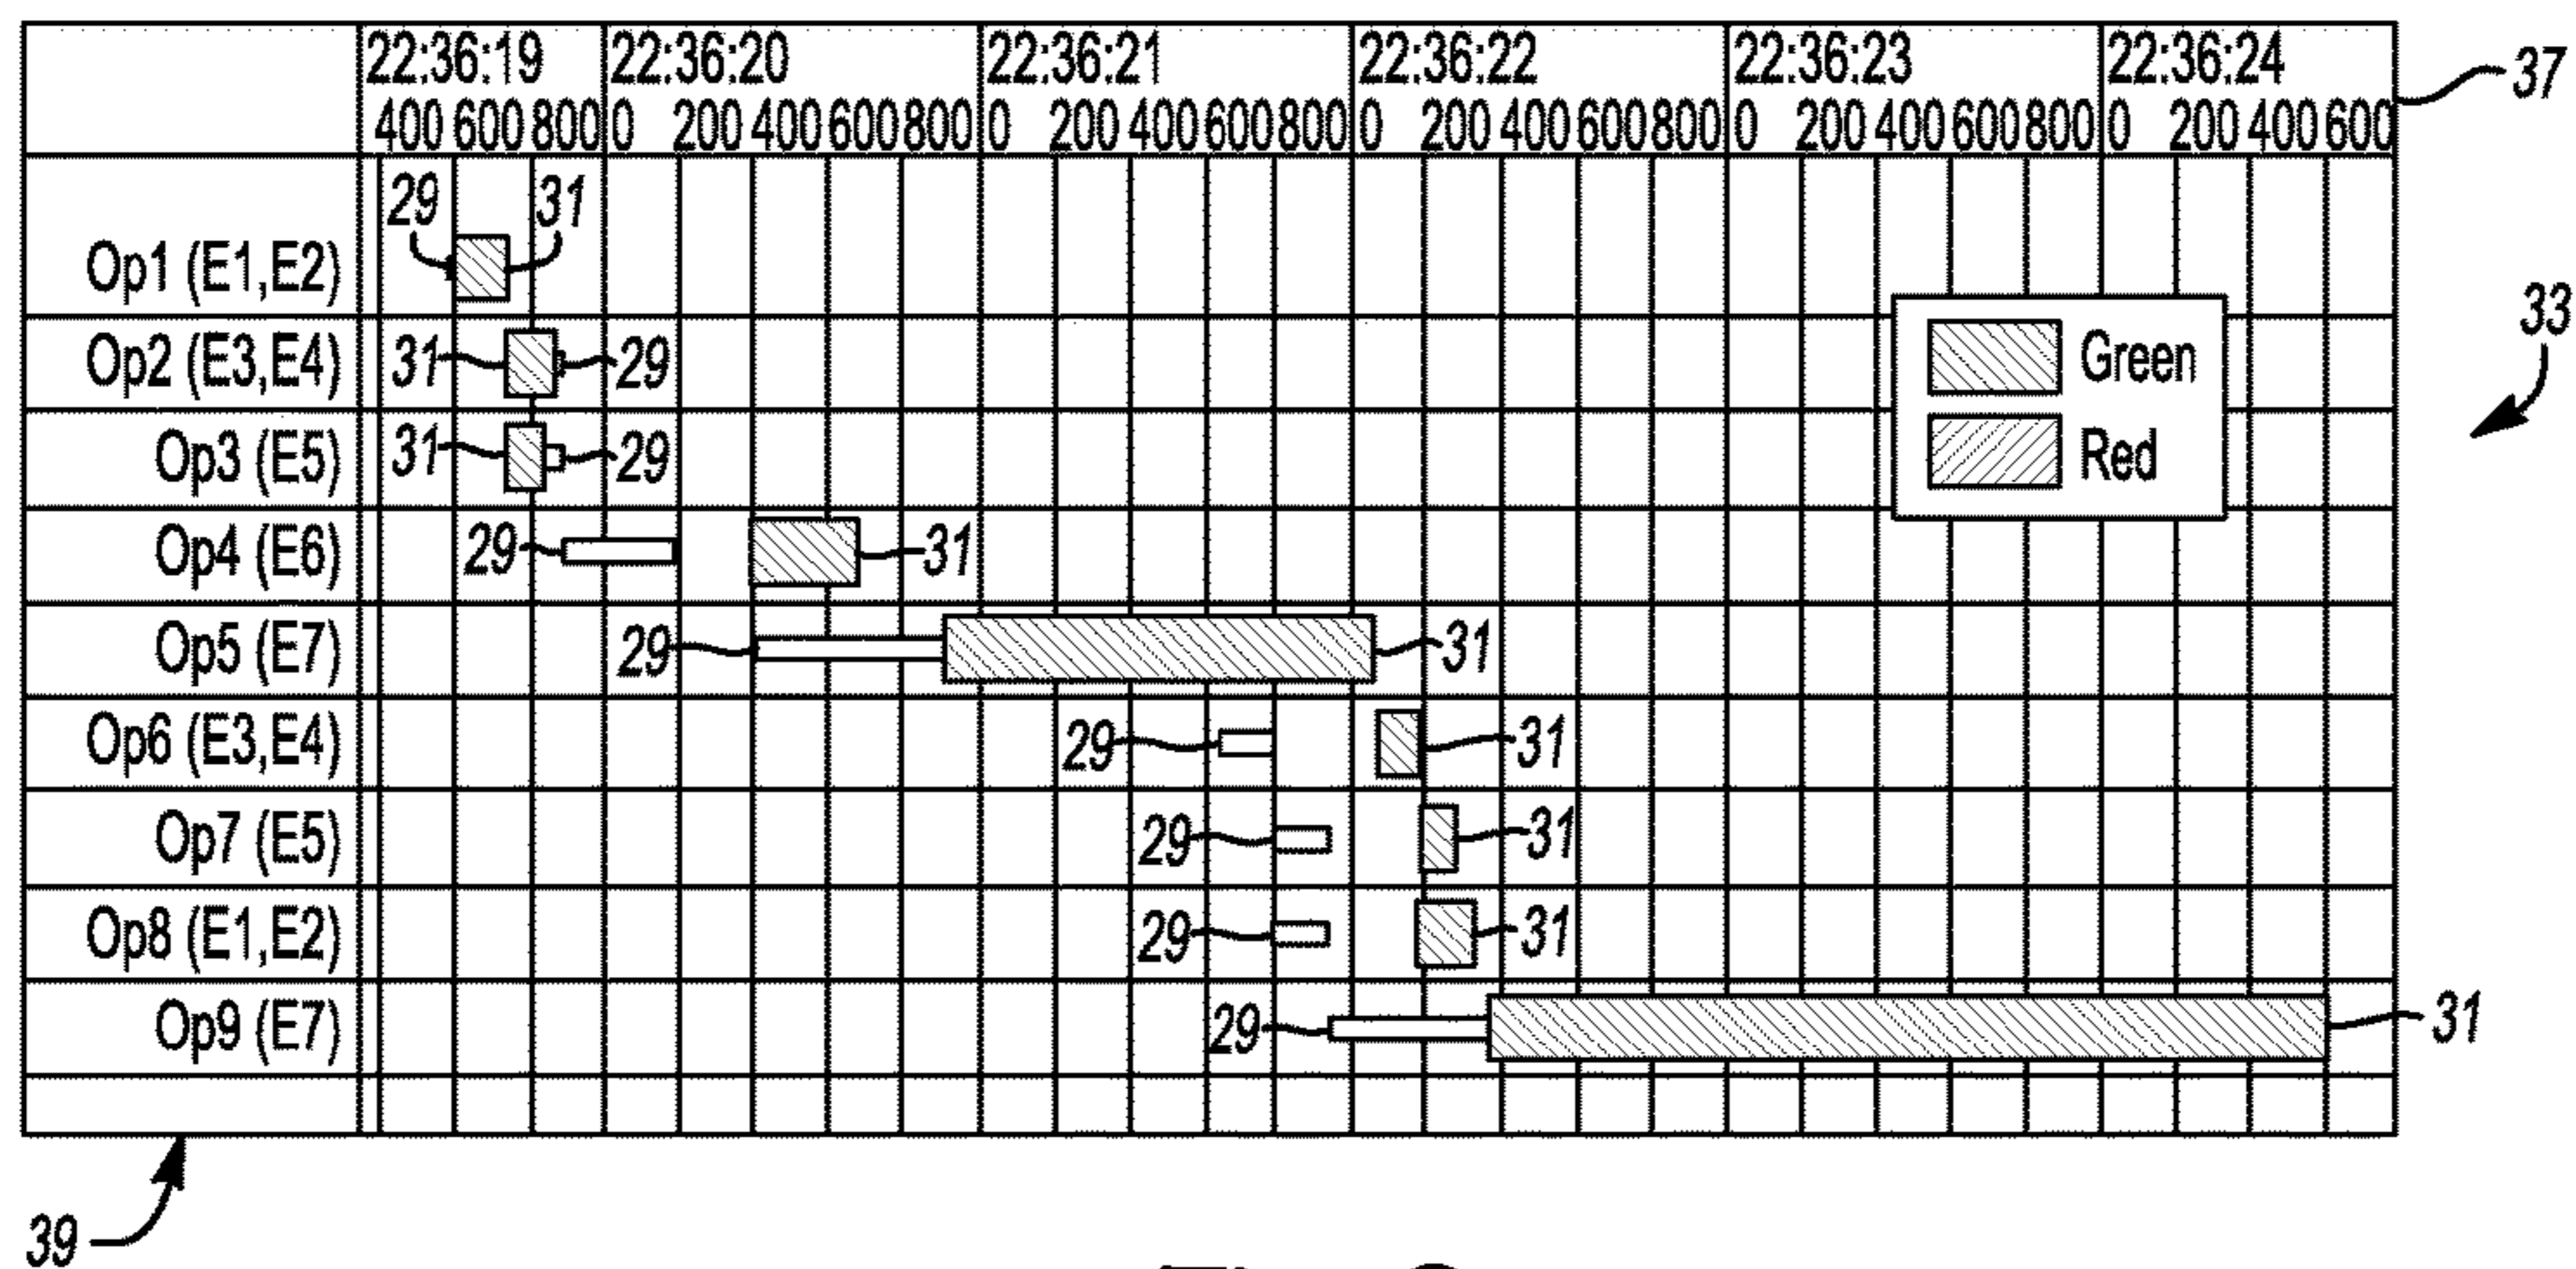 22:36:19 22:36:20 22:36:21 22:36:22 22:36:23 22:36:24
37
400 600 800 0 200 400 600 800 0 200 400 600 800 0 200 400 600 800 0 200 400 600 800 0 200 400 600
29 31
Op1 (E1,E2)
33
Op2 (E3,E4) 31 29 Green
Op3 (E5) 31 29 Red
Op4 (E6) 29 31
Op5 (E7) 29 31
Op6 (E3,E4) 29 31
Op7 (E5) 29 31
Op8 (E1,E2) 29 31
Op9 (E7) 29 31
39